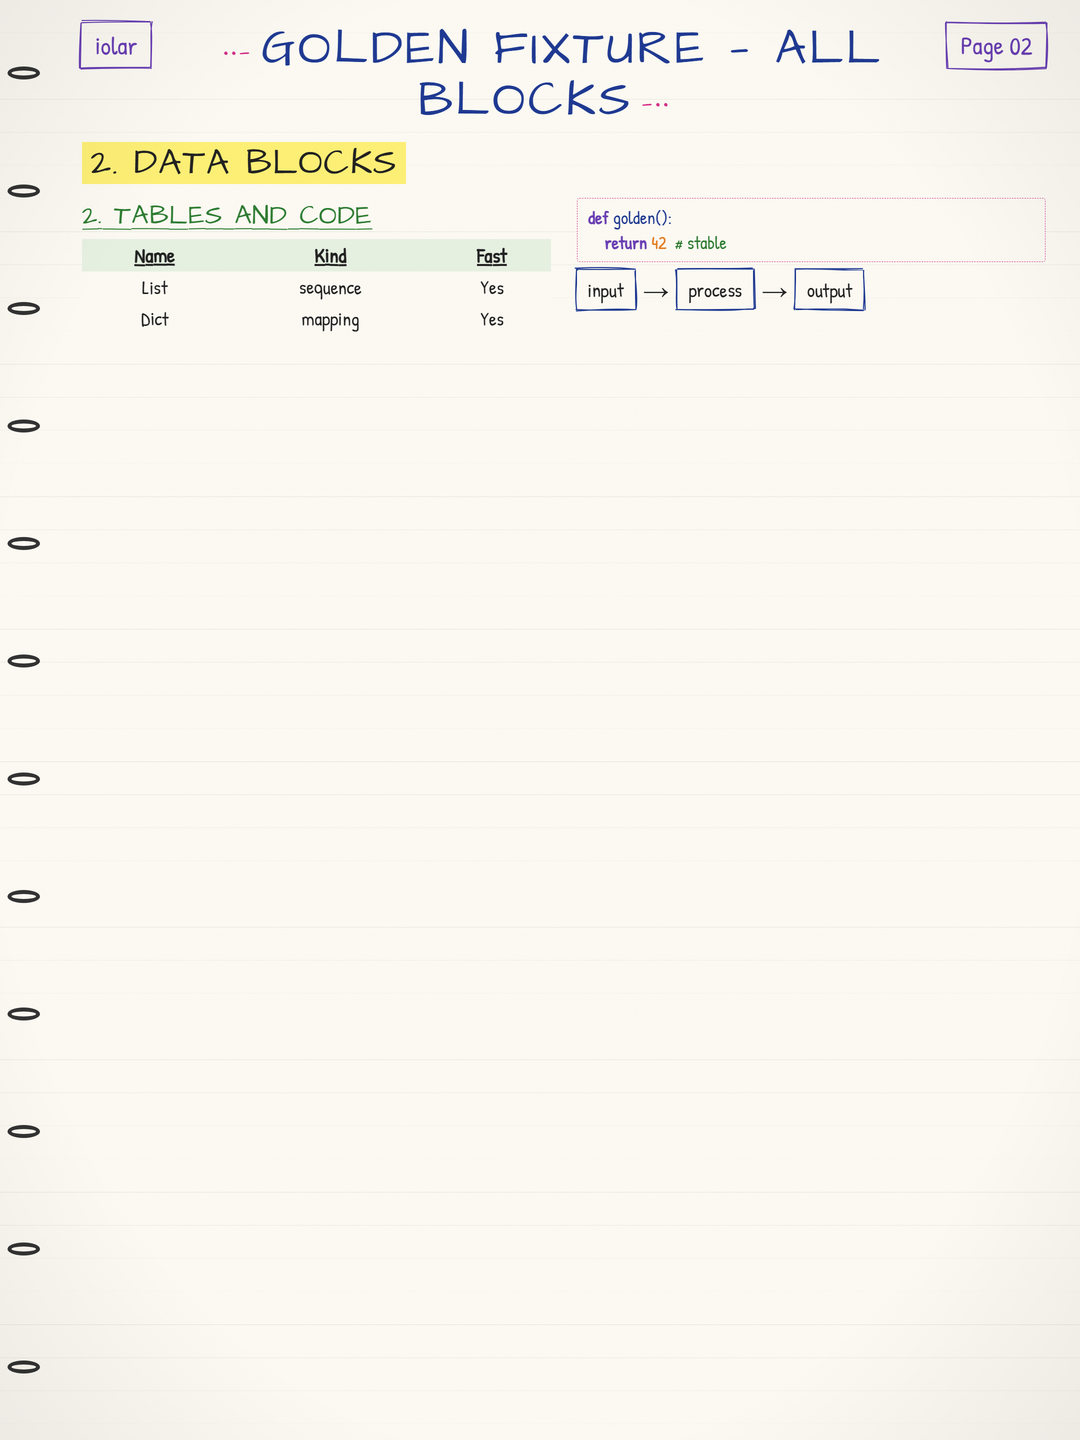 iolar
GOLDEN FIXTURE - ALL
BLOCKS
Page 02
2. DATA BLOCKS
2. TABLES AND CODE
Name Kind Fast
List sequence Yes
Dict mapping Yes
def golden():
return 42 # stable
input → process → output